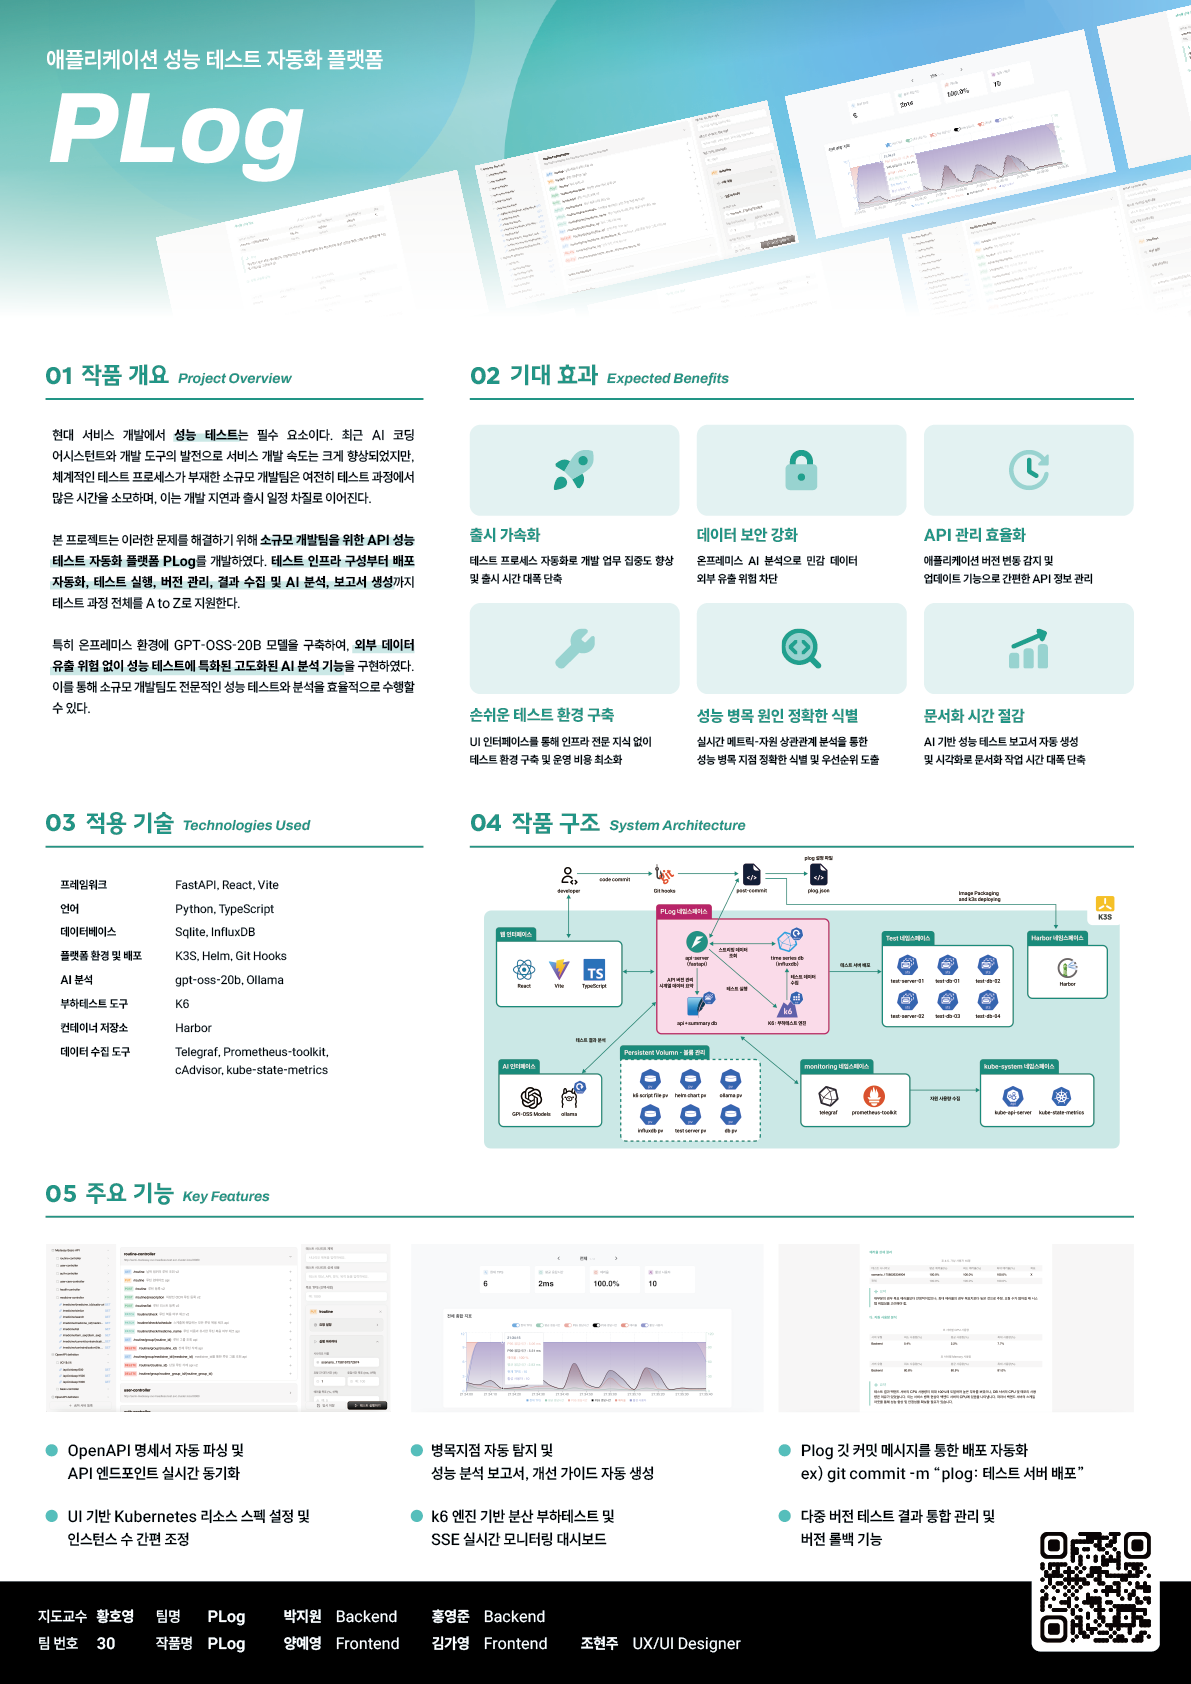 애플리케이션 성능 테스트 자동화 플랫폼
PLog
01 작품 개요 Project Overview
현대 서비스 개발에서 성능 테스트는 필수 요소이다. 최근 AI 코딩
어시스턴트와 개발 도구의 발전으로 서비스 개발 속도는 크게 향상되었지만,
체계적인 테스트 프로세스가 부재한 소규모 개발팀은 여전히 테스트 과정에서
많은 시간을 소모하며, 이는 개발 지연과 출시 일정 차질로 이어진다.
본 프로젝트는 이러한 문제를 해결하기 위해 소규모 개발팀을 위한 API 성능
테스트 자동화 플랫폼 PLog를 개발하였다. 테스트 인프라 구성부터 배포
자동화, 테스트 실행, 버전 관리, 결과 수집 및 AI 분석, 보고서 생성까지
테스트 과정 전체를 A to Z로 지원한다.
특히 온프레미스 환경에 GPT-OSS-20B 모델을 구축하여, 외부 데이터
유출 위험 없이 성능 테스트에 특화된 고도화된 AI 분석 기능을 구현하였다.
이를 통해 소규모 개발팀도 전문적인 성능 테스트와 분석을 효율적으로 수행할
수 있다.
02 기대 효과 Expected Benefits
출시 가속화
테스트 프로세스 자동화로 개발 업무 집중도 향상
및 출시 시간 대폭 단축
데이터 보안 강화
온프레미스 AI 분석으로 민감 데이터
외부 유출 위험 차단
API 관리 효율화
애플리케이션 버전 변동 감지 및
업데이트 기능으로 간편한 API 정보 관리
손쉬운 테스트 환경 구축
UI 인터페이스를 통해 인프라 전문 지식 없이
테스트 환경 구축 및 운영 비용 최소화
성능 병목 원인 정확한 식별
실시간 메트릭-자원 상관관계 분석을 통한
성능 병목 지점 정확한 식별 및 우선순위 도출
문서화 시간 절감
AI 기반 성능 테스트 보고서 자동 생성
및 시각화로 문서화 작업 시간 대폭 단축
03 적용 기술 Technologies Used
프레임워크 FastAPI, React, Vite
언어 Python, TypeScript
데이터베이스 Sqlite, InfluxDB
플랫폼 환경 및 배포 K3S, Helm, Git Hooks
AI 분석 gpt-oss-20b, Ollama
부하테스트 도구 K6
컨테이너 저장소 Harbor
데이터 수집 도구 Telegraf, Prometheus-toolkit,
cAdvisor, kube-state-metrics
04 작품 구조 System Architecture
plog 설정 파일
code commit
developer
Git hooks
post-commit
plog.json
Image Packaging
and k3s deploying
K3S
웹 인터페이스
React
Vite
TypeScript
PLog 네임스페이스
api-server
(fastapi)
스트리밍 데이터
조회
time series db
(influxdb)
API 버전 관리
시계열 데이터 요약
테스트 실행
테스트 데이터
수집
api+summary db
k6
K6: 부하테스트 엔진
테스트 서버 배포
Test 네임스페이스
test-server-01
test-db-01
test-db-02
test-server-02
test-db-03
test-db-04
Harbor 네임스페이스
Harbor
테스트 결과 분석
AI 인터페이스
GPI-OSS Models
ollama
Persistent Volumn - 볼륨 관리
k6 script file pv
helm chart pv
ollama pv
influxdb pv
test server pv
db pv
monitoring 네임스페이스
telegraf
prometheus-toolkit
자원 사용량 수집
kube-system 네임스페이스
kube-api-server
kube-state-metrics
05 주요 기능 Key Features
routine-controller
user-controller
전체
6
2ms
100.0%
10
OpenAPI 명세서 자동 파싱 및
API 엔드포인트 실시간 동기화
UI 기반 Kubernetes 리소스 스펙 설정 및
인스턴스 수 간편 조정
병목지점 자동 탐지 및
성능 분석 보고서, 개선 가이드 자동 생성
k6 엔진 기반 분산 부하테스트 및
SSE 실시간 모니터링 대시보드
Plog 깃 커밋 메시지를 통한 배포 자동화
ex) git commit -m “plog: 테스트 서버 배포”
다중 버전 테스트 결과 통합 관리 및
버전 롤백 기능
지도교수 황호영 팀명 PLog 박지원 Backend 홍영준 Backend
팀 번호 30 작품명 PLog 양예영 Frontend 김가영 Frontend 조현주 UX/UI Designer